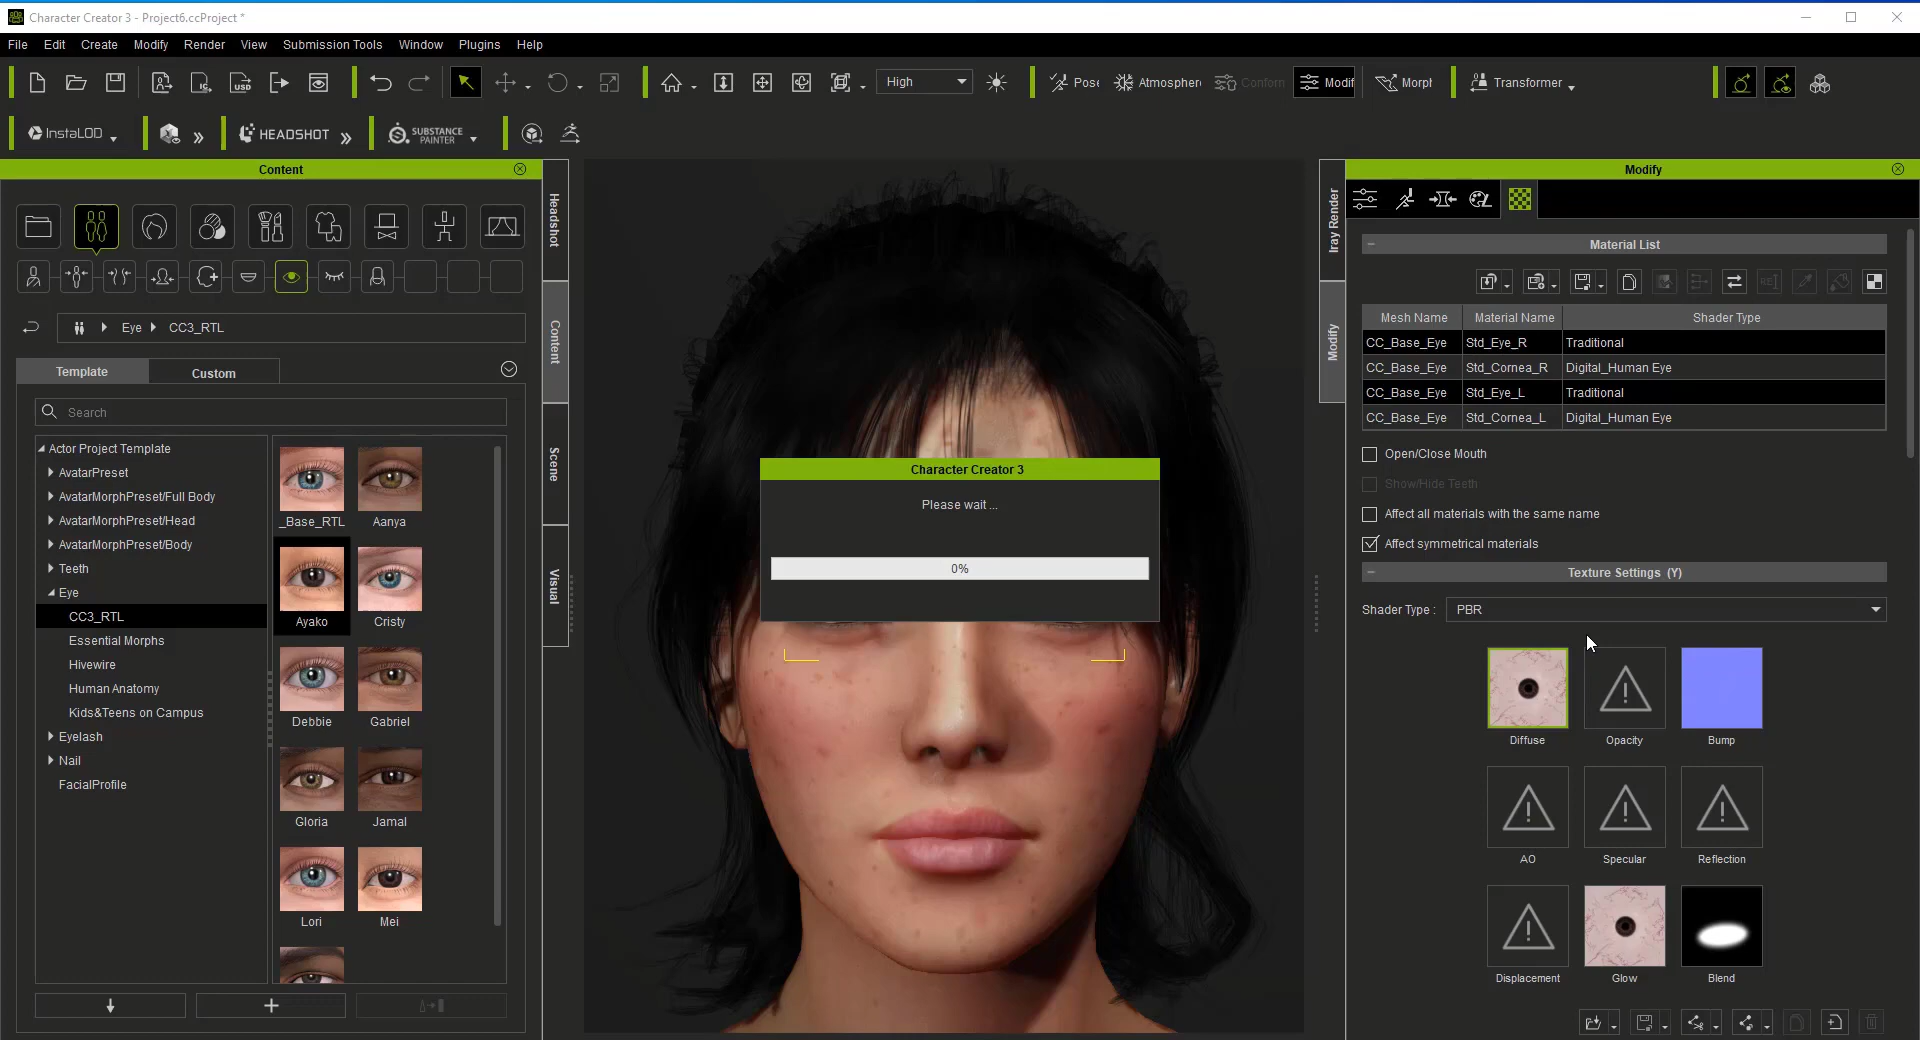 Character Creator 3 - Project6.ccProject *
File Edit Create Modify Render View Submission Tools Window Plugins Help
High Pose Atmospher Conform Modif Morph Transformer
InstaLOD HEADSHOT SUBSTANCE PAINTER
Content
Eye CC3_RTL
Template Custom
Search
Actor Project Template
AvatarPreset
AvatarMorphPreset/Full Body
AvatarMorphPreset/Head
AvatarMorphPreset/Body
Teeth
Eye
CC3_RTL
Essential Morphs
Hivewire
Human Anatomy
Kids&Teens on Campus
Eyelash
Nail
FacialProfile
_Base_RTL Aanya
Ayako Cristy
Debbie Gabriel
Gloria Jamal
Lori Mei
Headshot
Content
Scene
Visual
Character Creator 3
Please wait ...
0%
Iray Render
Modify
Modify
Material List
Mesh Name Material Name Shader Type
CC_Base_Eye Std_Eye_R Traditional
CC_Base_Eye Std_Cornea_R Digital_Human Eye
CC_Base_Eye Std_Eye_L Traditional
CC_Base_Eye Std_Cornea_L Digital_Human Eye
Open/Close Mouth
Show/Hide Teeth
Affect all materials with the same name
Affect symmetrical materials
Texture Settings (Y)
Shader Type : PBR
Diffuse Opacity Bump
AO Specular Reflection
Displacement Glow Blend